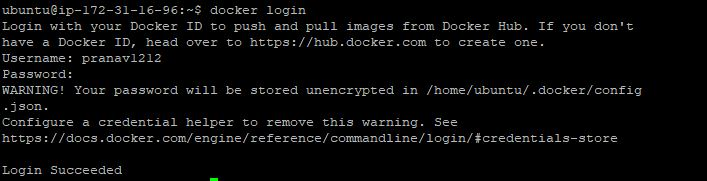 ubuntu@ip-172-31-16-96:~$ docker login
Login with your Docker ID to push and pull images from Docker Hub. If you don't
have a Docker ID, head over to https://hub.docker.com to create one.
Username: pranav1212
Password:
WARNING! Your password will be stored unencrypted in /home/ubuntu/.docker/config
.json.
Configure a credential helper to remove this warning. See
https://docs.docker.com/engine/reference/commandline/login/#credentials-store
Login Succeeded